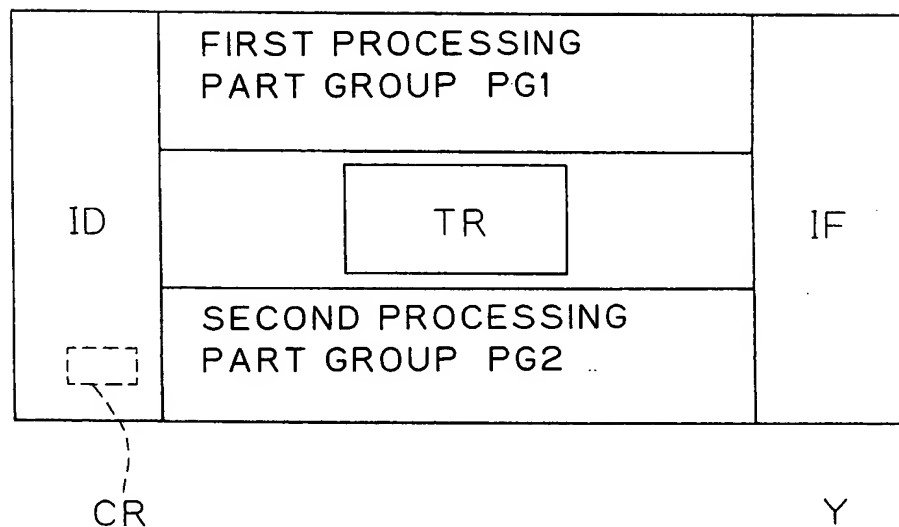 FIRST PROCESSING
PART GROUP PG1
ID
TR
IF
SECOND PROCESSING
PART GROUP PG2
CR
Y